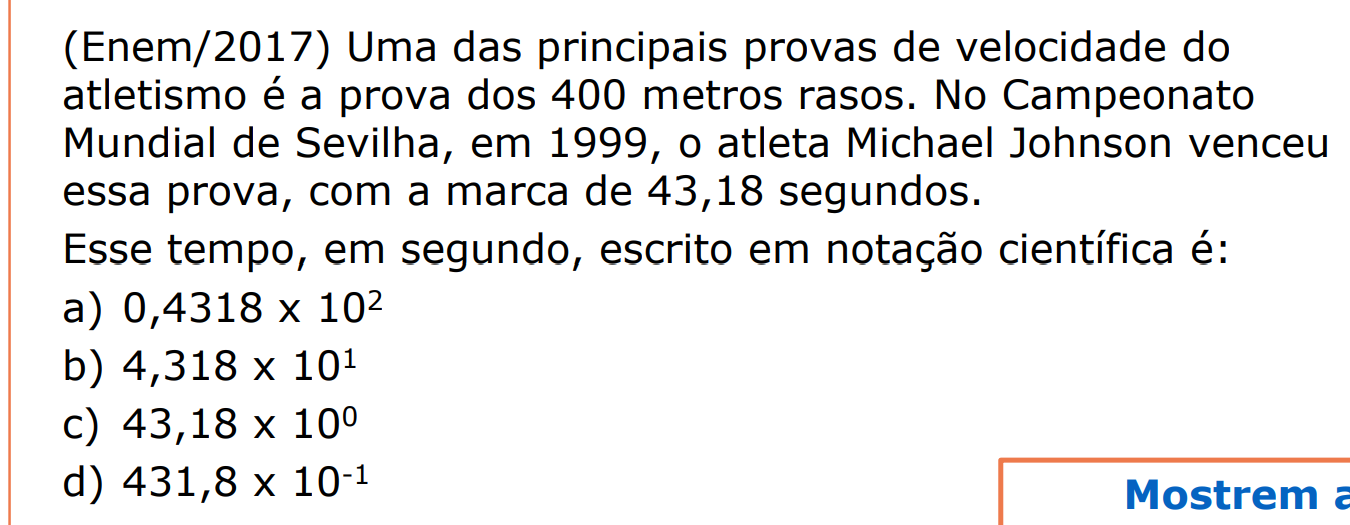 (Enem/2017) Uma das principais provas de velocidade do
atletismo é a prova dos 400 metros rasos. No Campeonato
Mundial de Sevilha, em 1999, o atleta Michael Johnson venceu
essa prova, com a marca de 43,18 segundos.
Esse tempo, em segundo, escrito em notação científica é:
a) 0,4318 x 10²
b) 4,318 x 10¹
c) 43,18 x 10⁰
d) 431,8 x 10⁻¹
Mostrem a